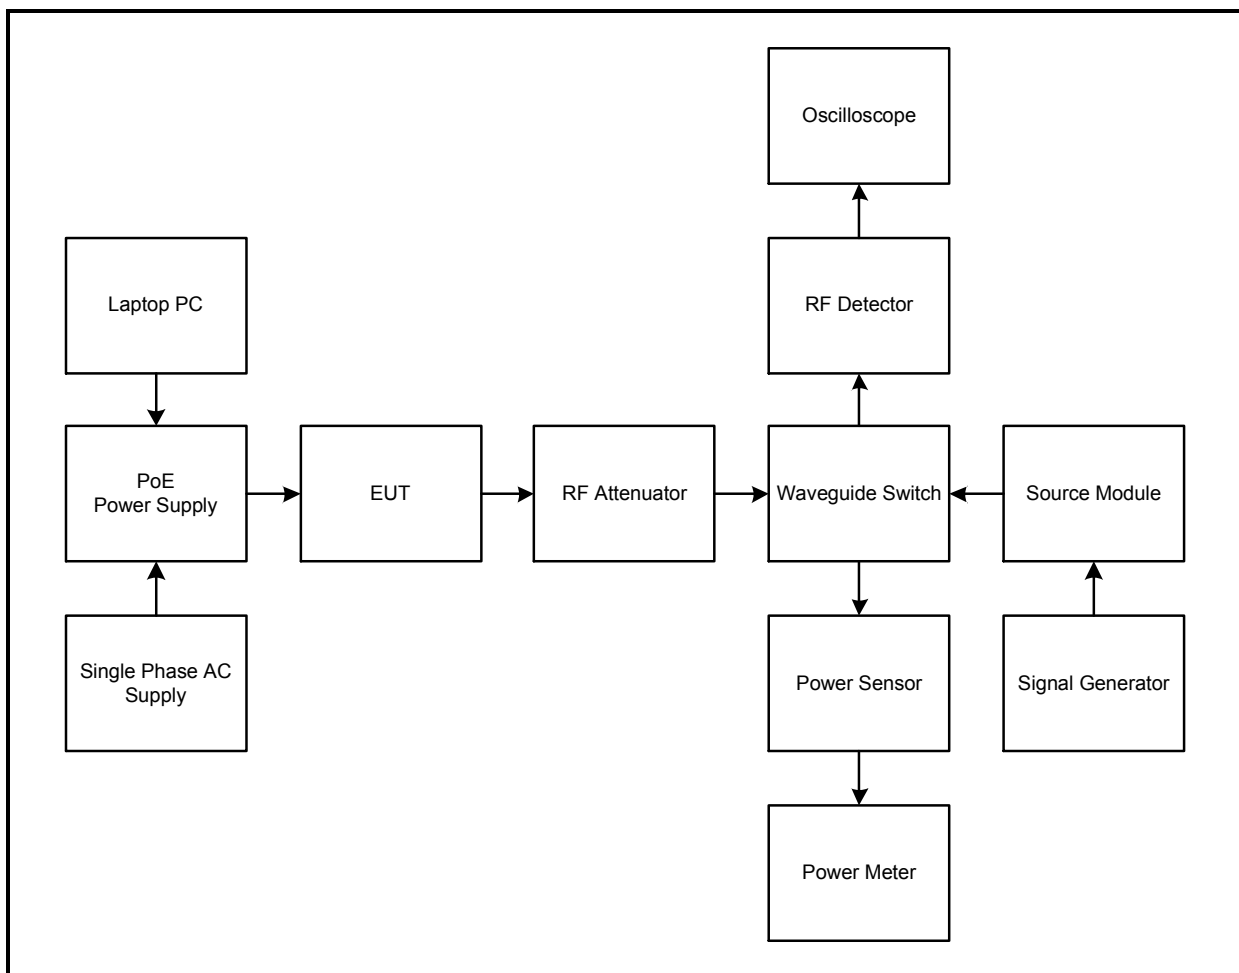 Oscilloscope
Laptop PC
RF Detector
PoE
Power Supply
EUT
RF Attenuator
Waveguide Switch
Source Module
Single Phase AC
Supply
Power Sensor
Signal Generator
Power Meter